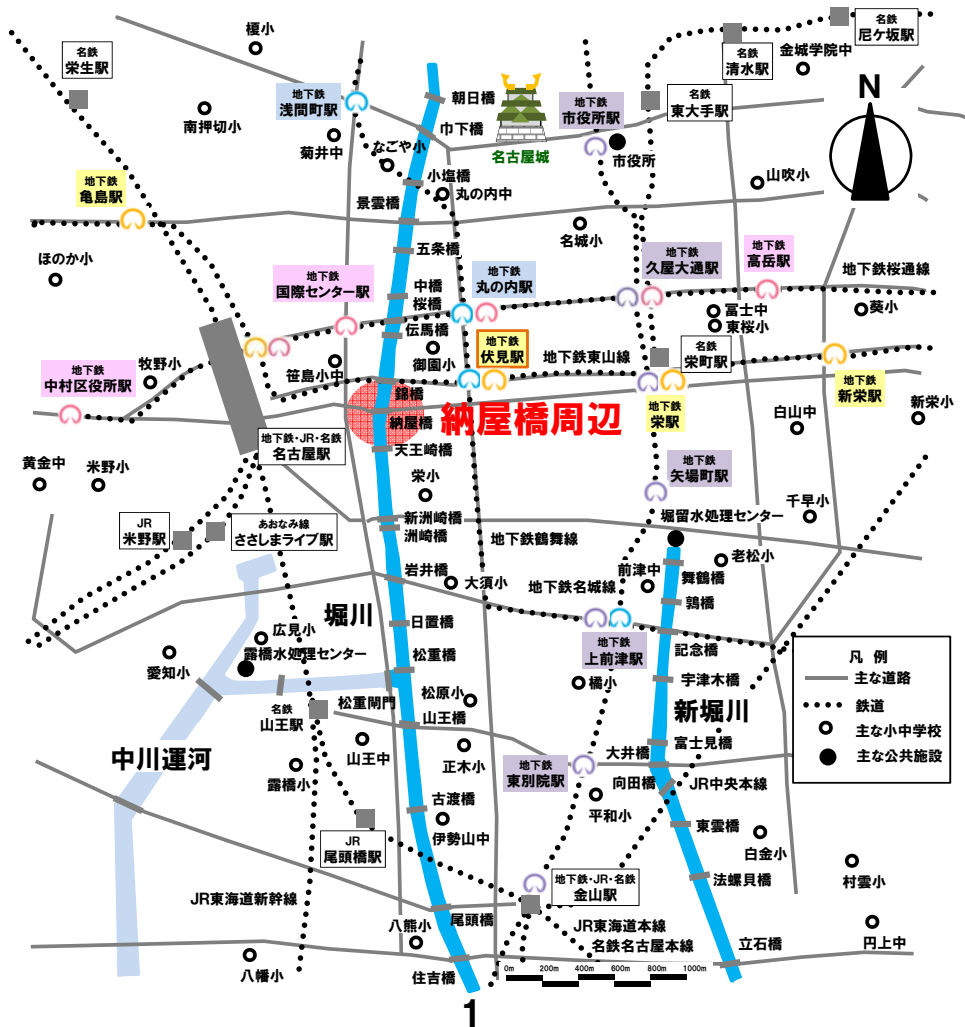 名鉄
尼ケ坂駅
名鉄
栄生駅
榎小
名鉄
清水駅
金城学院中
N
南押切小
地下鉄
浅間町駅
朝日橋
地下鉄
市役所駅
名鉄
東大手駅
菊井中
なごや小
巾下橋
名古屋城
市役所
小塩橋
丸の内中
山吹小
地下鉄
亀島駅
景雲橋
名城小
五条橋
ほのか小
地下鉄
国際センター駅
中橋
桜橋
地下鉄
丸の内駅
地下鉄
久屋大通駅
地下鉄
高岳駅
地下鉄桜通線
富士中
東桜小
葵小
伝馬橋
御園小
地下鉄
伏見駅
地下鉄東山線
名鉄
栄町駅
地下鉄
中村区役所駅
牧野小
笹島小中
錦橋
納屋橋
納屋橋周辺
地下鉄
栄駅
地下鉄
新栄駅
新栄小
白山中
地下鉄・JR・名鉄
名古屋駅
天王崎橋
黄金中
米野小
栄小
地下鉄
矢場町駅
千早小
JR
米野駅
あおなみ線
ささしまライブ駅
新洲崎橋
洲崎橋
地下鉄鶴舞線
堀留水処理センター
老松小
岩井橋
大須小
地下鉄名城線
前津中
舞鶴橋
鶉橋
堀川
日置橋
広見小
露橋水処理センター
愛知小
松重橋
地下鉄
上前津駅
記念橋
凡 例
主な道路
鉄道
主な小中学校
主な公共施設
橘小
宇津木橋
名鉄
山王駅
松重閘門
松原小
山王橋
新堀川
中川運河
山王中
正木小
露橋小
地下鉄
東別院駅
大井橋
富士見橋
向田橋
JR中央本線
古渡橋
平和小
東雲橋
伊勢山中
JR
尾頭橋駅
白金小
村雲小
法螺貝橋
地下鉄・JR・名鉄
金山駅
JR東海道新幹線
尾頭橋
JR東海道本線
円上中
八熊小
名鉄名古屋本線
立石橋
八幡小
住吉橋
0m 200m 400m 600m 800m 1000m
1